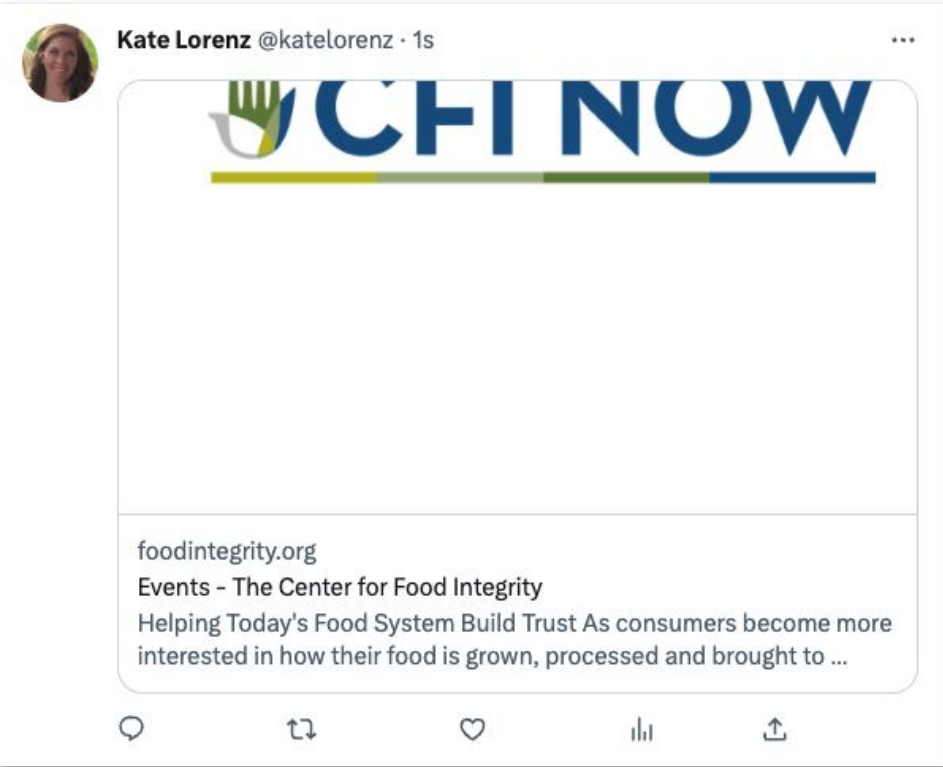 Kate Lorenz @katelorenz · 1s
CFI NOW
foodintegrity.org
Events - The Center for Food Integrity
Helping Today's Food System Build Trust As consumers become more
interested in how their food is grown, processed and brought to ...